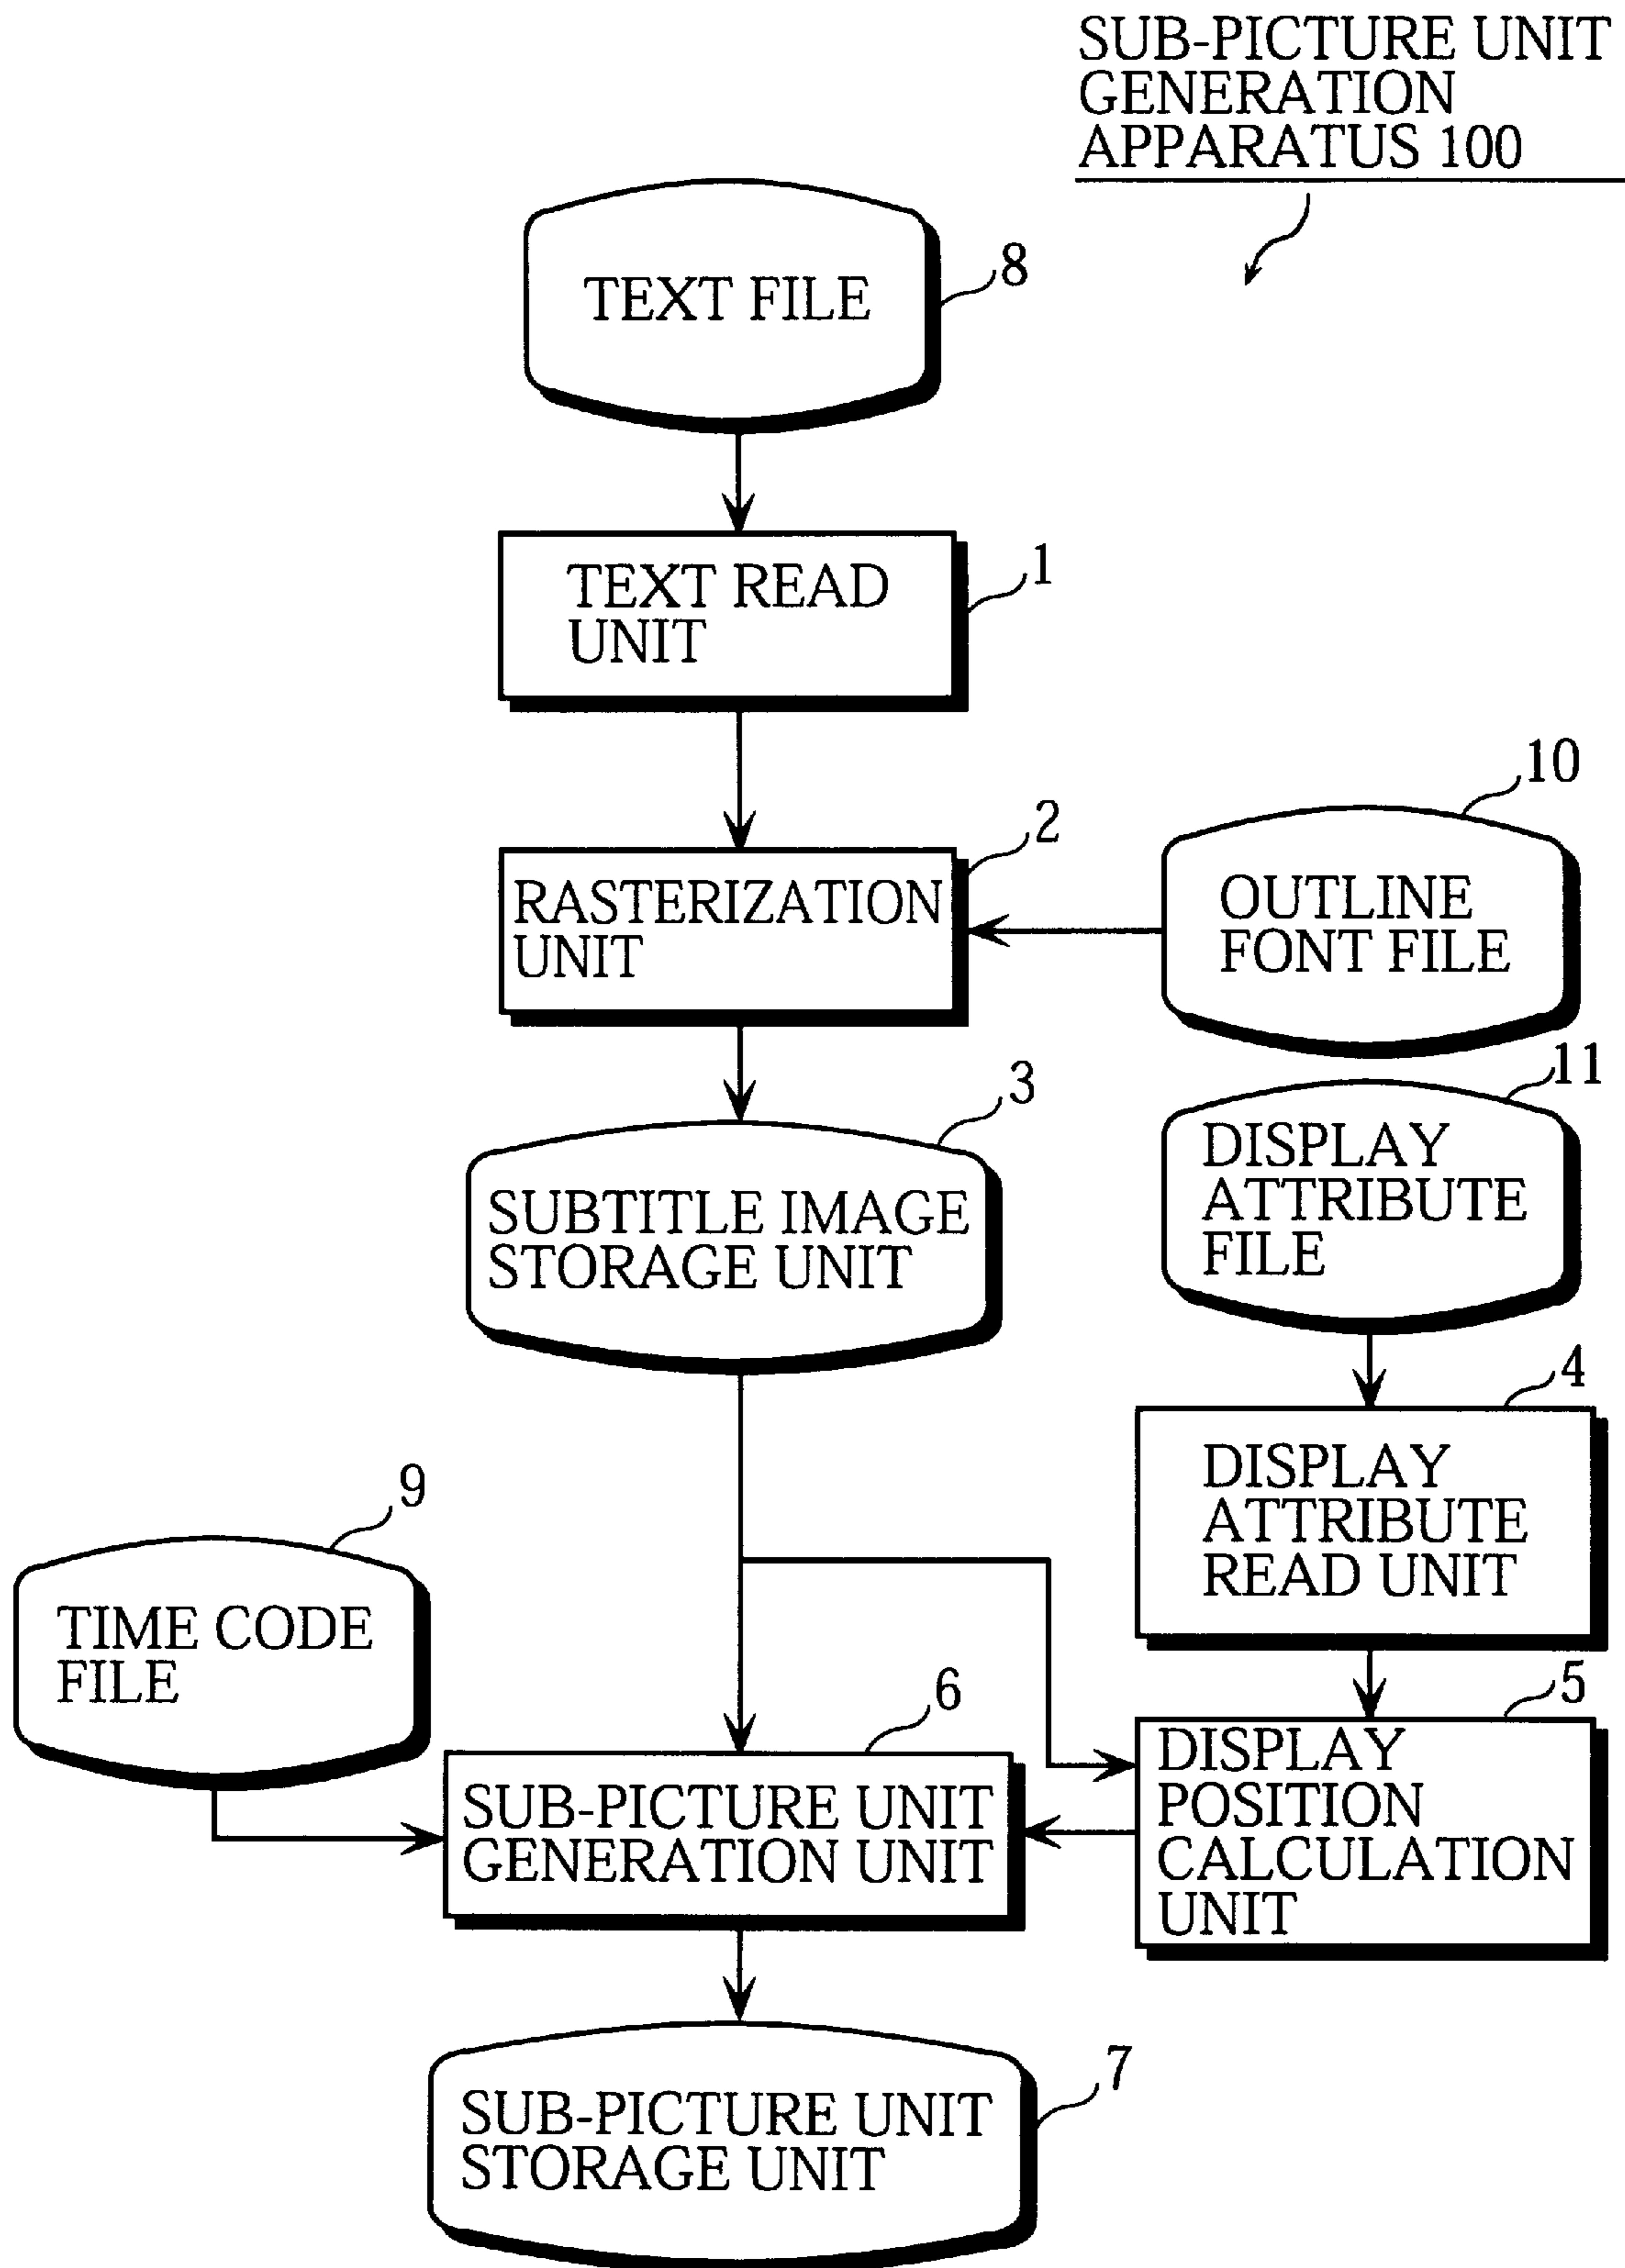 SUB-PICTURE UNIT
GENERATION
APPARATUS 100
TEXT FILE
8
TEXT READ
UNIT
1
RASTERIZATION
UNIT
2
OUTLINE
FONT FILE
10
SUBTITLE IMAGE
STORAGE UNIT
3
DISPLAY
ATTRIBUTE
FILE
11
DISPLAY
ATTRIBUTE
READ UNIT
4
TIME CODE
FILE
9
SUB-PICTURE UNIT
GENERATION UNIT
6
DISPLAY
POSITION
CALCULATION
UNIT
5
SUB-PICTURE UNIT
STORAGE UNIT
7